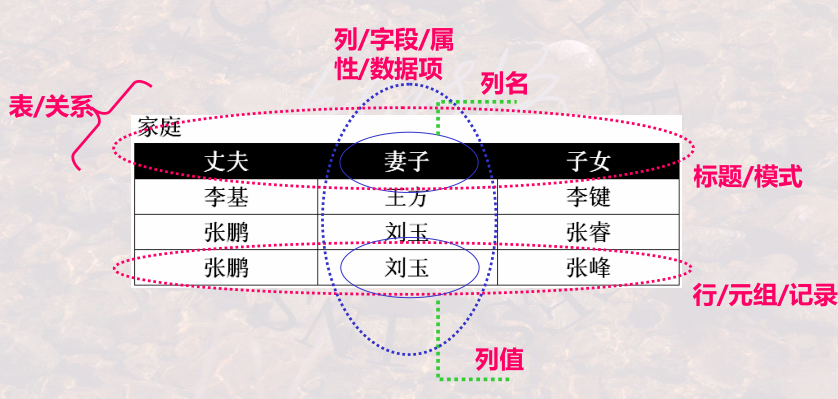 列/字段/属
性/数据项
列名
表/关系
家庭
丈夫 妻子 子女
标题/模式
李基 王方 李键
张鹏 刘玉 张睿
张鹏 刘玉 张峰
行/元组/记录
列值